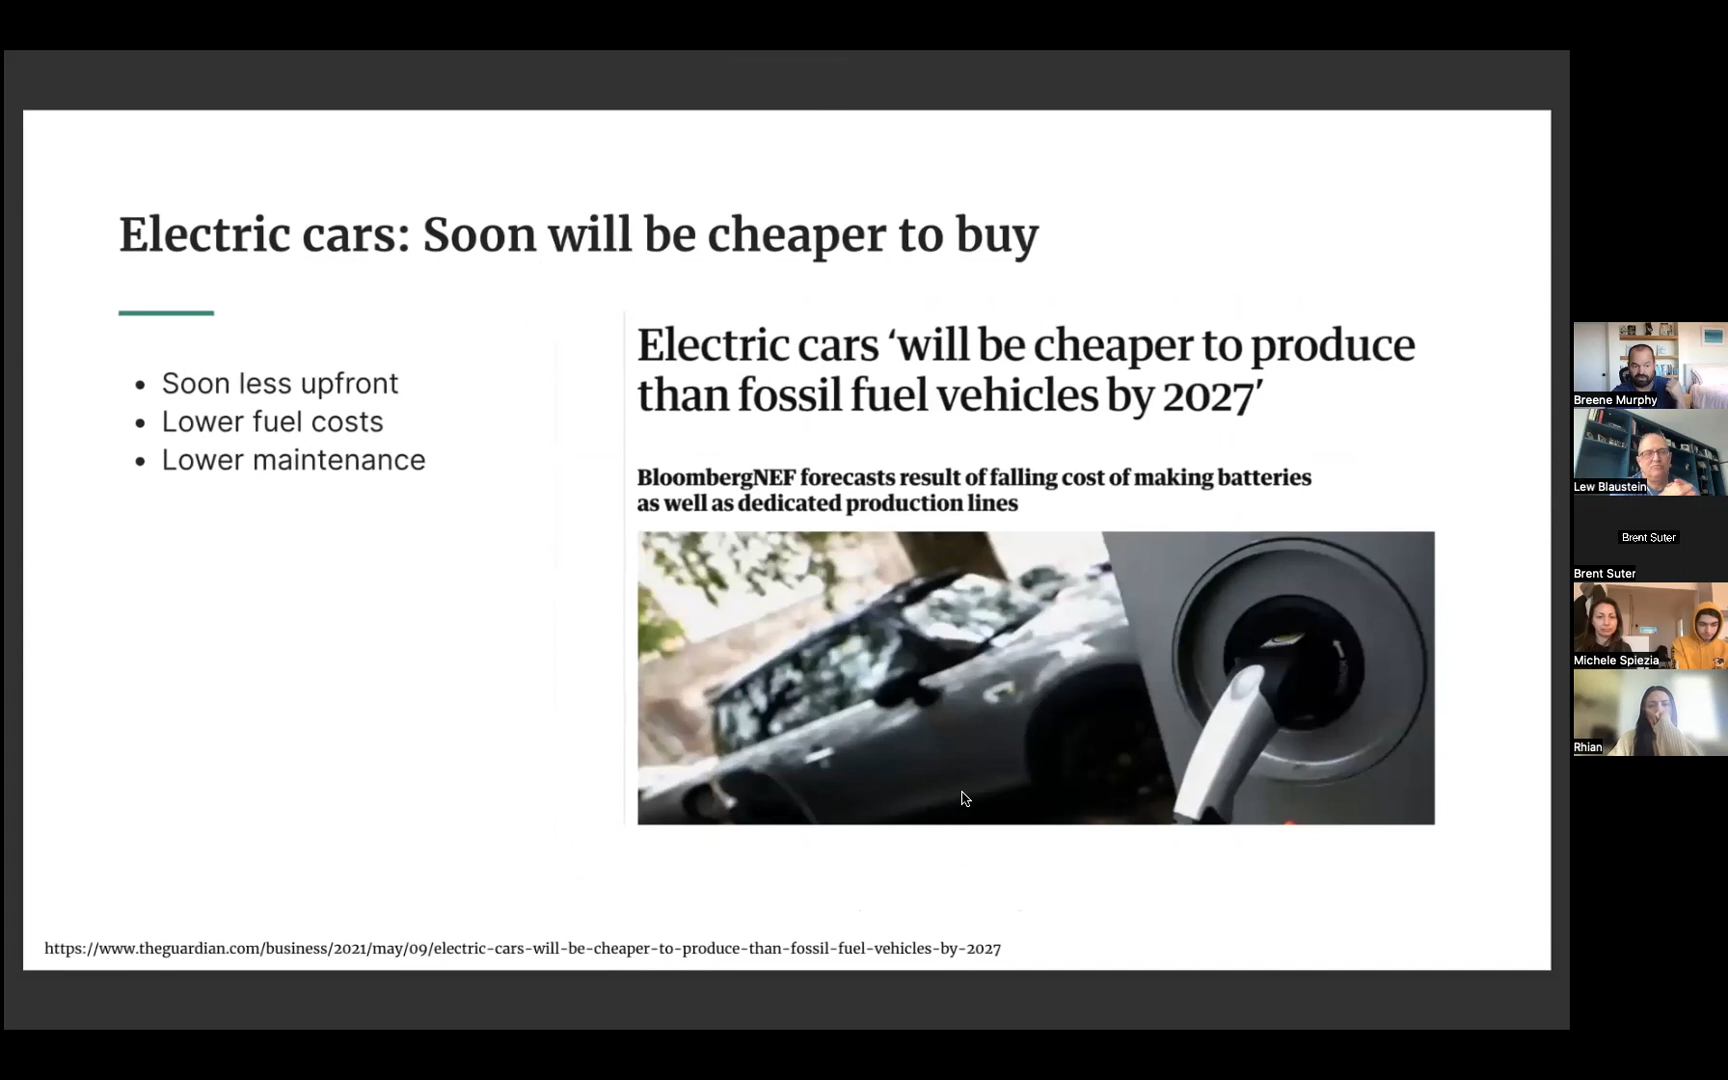 Electric cars: Soon will be cheaper to buy
• Soon less upfront
• Lower fuel costs
• Lower maintenance
Electric cars ‘will be cheaper to produce
than fossil fuel vehicles by 2027’
BloombergNEF forecasts result of falling cost of making batteries
as well as dedicated production lines
https://www.theguardian.com/business/2021/may/09/electric-cars-will-be-cheaper-to-produce-than-fossil-fuel-vehicles-by-2027
Breene Murphy
Lew Blaustein
Brent Suter
Brent Suter
Michele Spiezia
Rhian